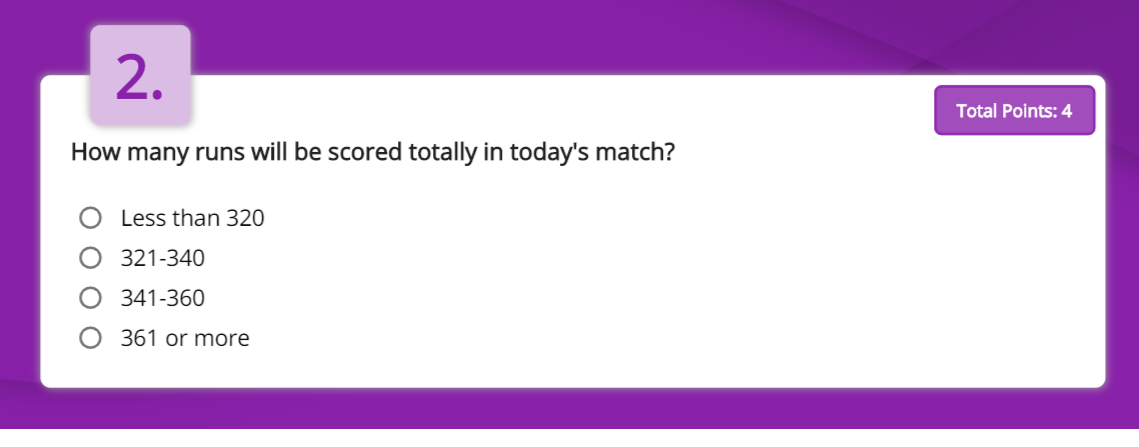 2.
Total Points: 4
How many runs will be scored totally in today's match?
Less than 320
321-340
341-360
361 or more